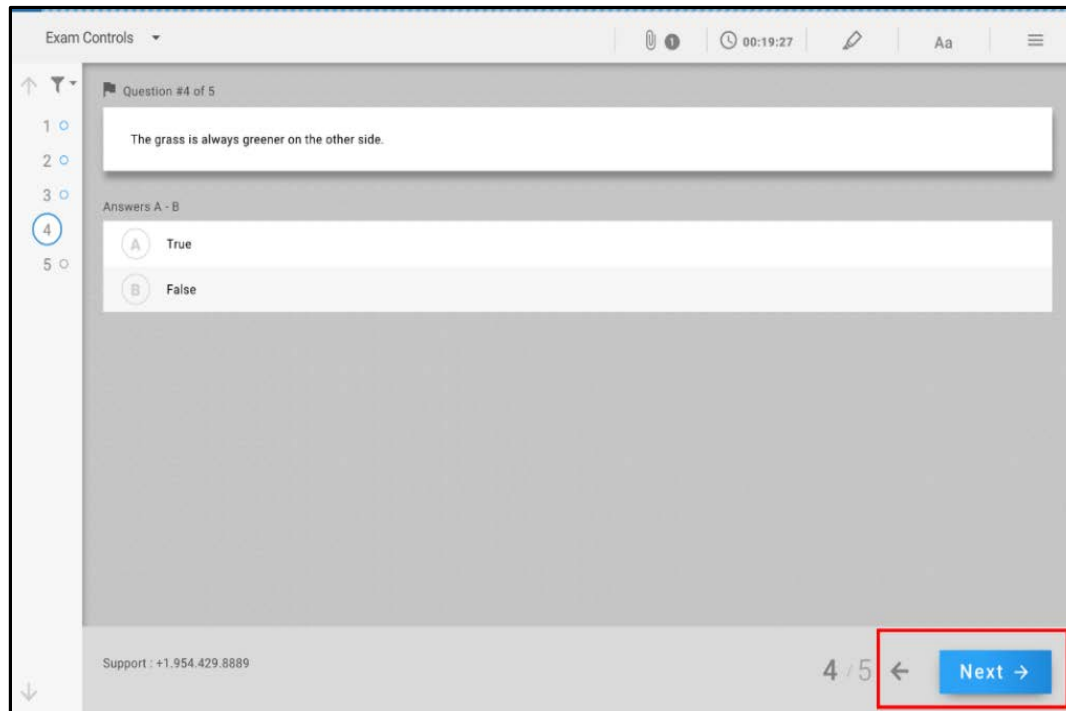 Exam Controls
1
00:19:27
Aa
Question #4 of 5
1
2
3
4
5
The grass is always greener on the other side.
Answers A - B
A True
B False
Support : +1.954.429.8889
4 / 5
Next →